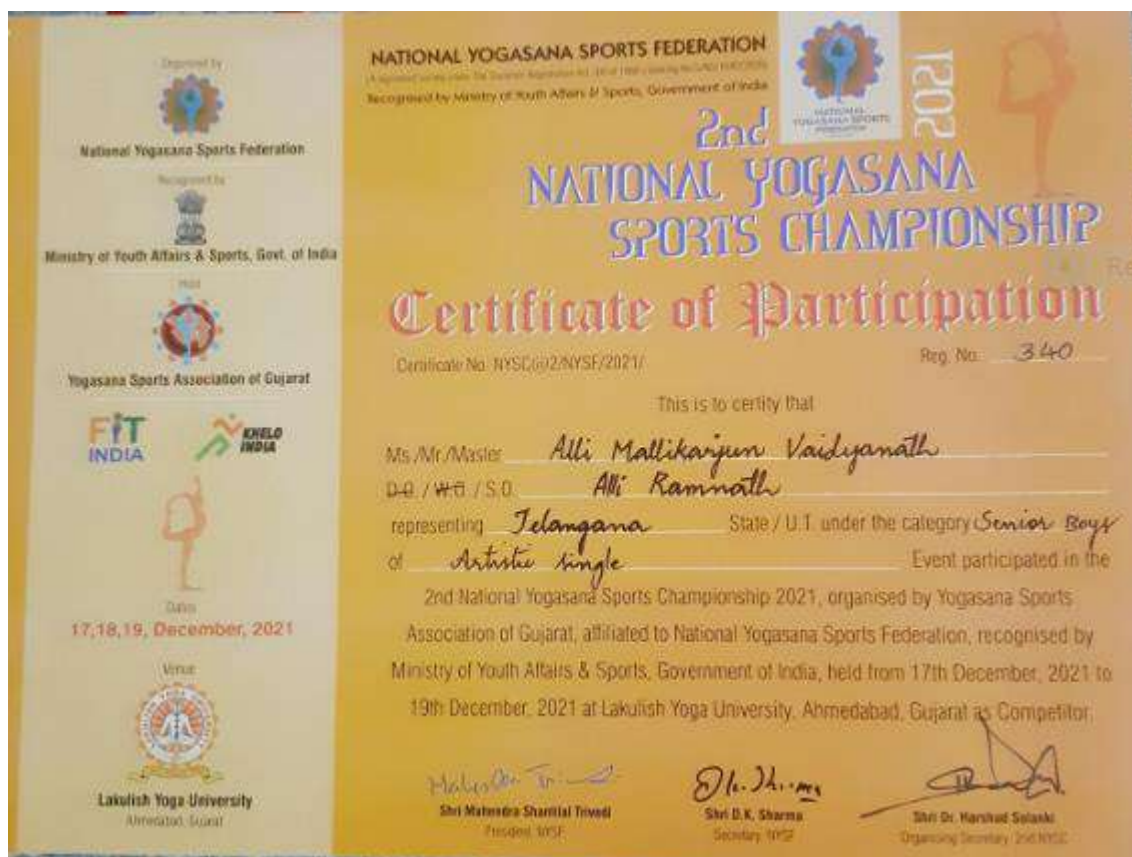 Organised by
National Yogasana Sports Federation
Recognised by
Ministry of Youth Affairs & Sports, Govt. of India
Host
Yogasana Sports Association of Gujarat
FIT
INDIA
KHELO
INDIA
Dates
17,18,19, December, 2021
Venue
Lakulish Yoga University
Ahmedabad, Gujarat
NATIONAL YOGASANA SPORTS FEDERATION
Recognised by Ministry of Youth Affairs & Sports, Government of India
NATIONAL
YOGASANA SPORTS
FEDERATION
2021
2nd
NATIONAL YOGASANA
SPORTS CHAMPIONSHIP
Certificate of Participation
Certificate No. NYSC@2/NYSF/2021/
Reg. No. 340
This is to certify that
Ms./Mr./Master Alli Mallikarjun Vaidyanath
D.O. / W.O. / S.O. Alli Ramnath
representing Telangana State / U.T. under the category Senior Boys
of Artistic Single Event participated in the
2nd National Yogasana Sports Championship 2021, organised by Yogasana Sports
Association of Gujarat, affiliated to National Yogasana Sports Federation, recognised by
Ministry of Youth Affairs & Sports, Government of India, held from 17th December, 2021 to
19th December, 2021 at Lakulish Yoga University, Ahmedabad, Gujarat as Competitor.
Shri Mahendra Shantilal Trivedi
President, NYSF
Shri D.K. Sharma
Secretary, NYSF
Shri Dr. Harshad Solanki
Organising Secretary, 2nd NYSC